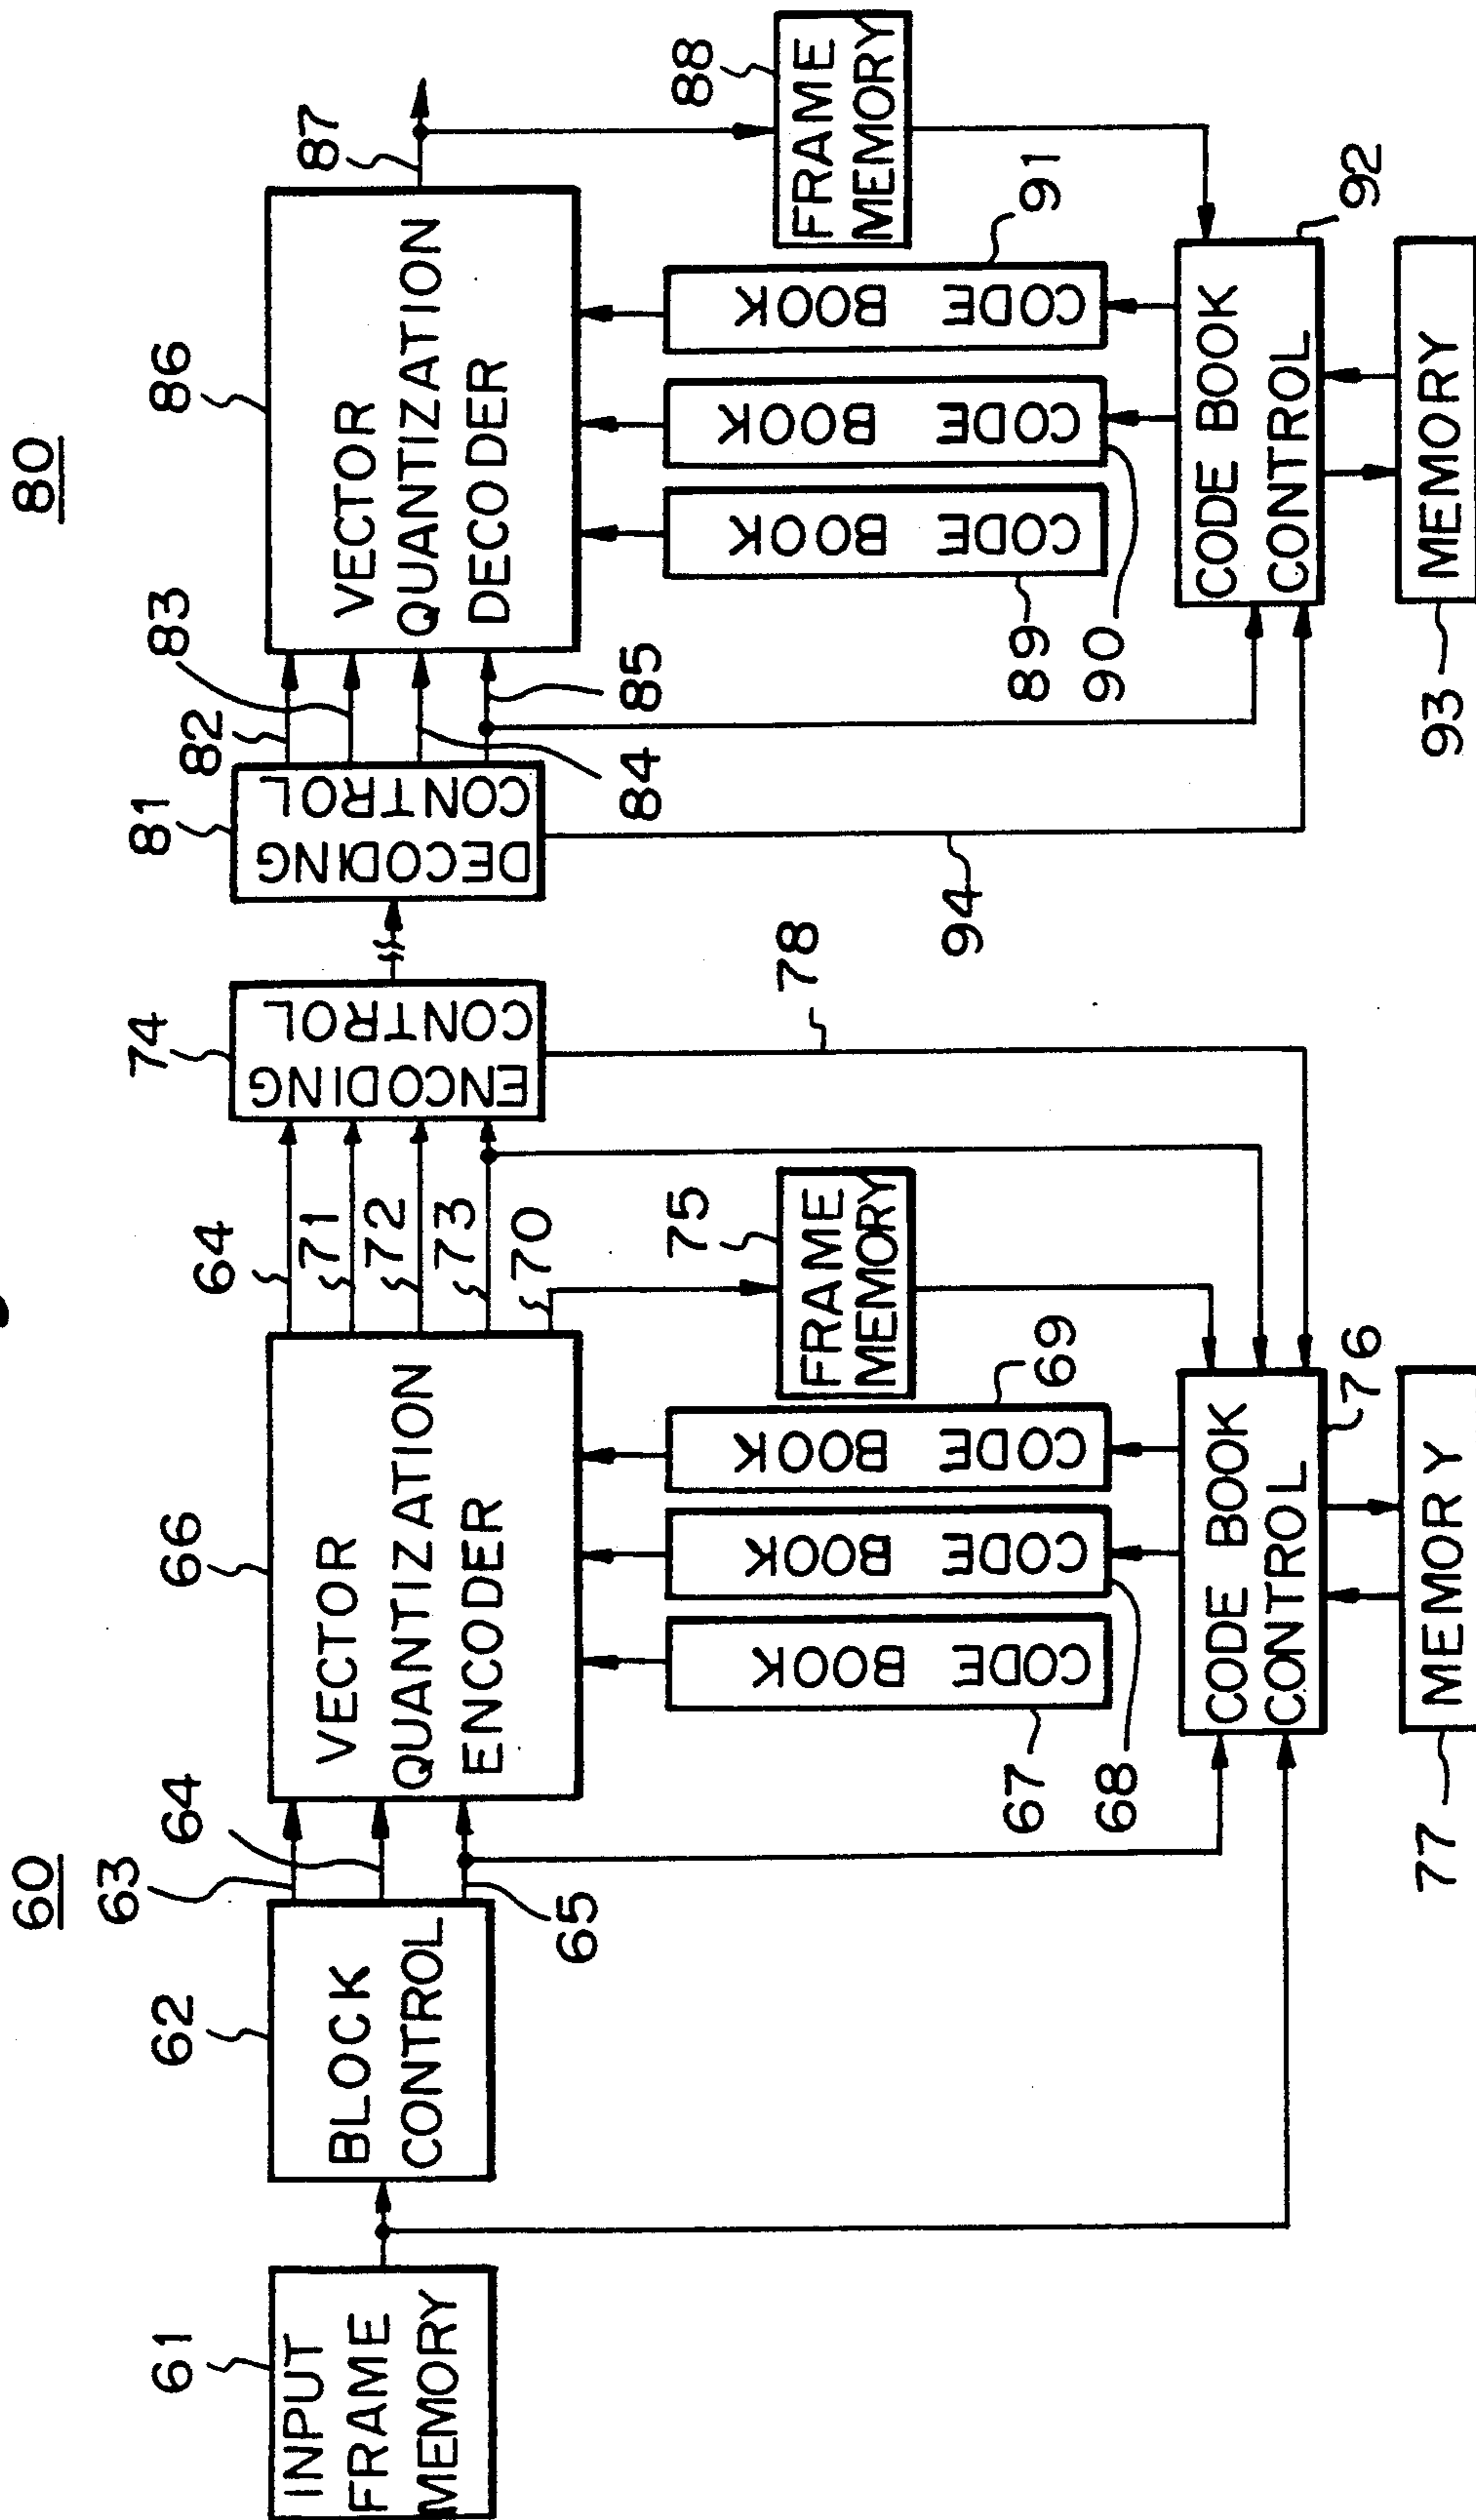 60
80
61
INPUT
FRAME
MEMORY
62
BLOCK
CONTROL
63
64
65
66
VECTOR
QUANTIZATION
ENCODER
67
CODE BOOK
68
CODE BOOK
69
CODE BOOK
64
71
72
73
70
75
FRAME
MEMORY
76
CODE BOOK
CONTROL
77
MEMORY
78
74
ENCODING
CONTROL
81
DECODING
CONTROL
82
83
84
85
94
86
VECTOR
QUANTIZATION
DECODER
87
88
FRAME
MEMORY
89
CODE BOOK
90
CODE BOOK
91
CODE BOOK
92
CODE BOOK
CONTROL
93
MEMORY